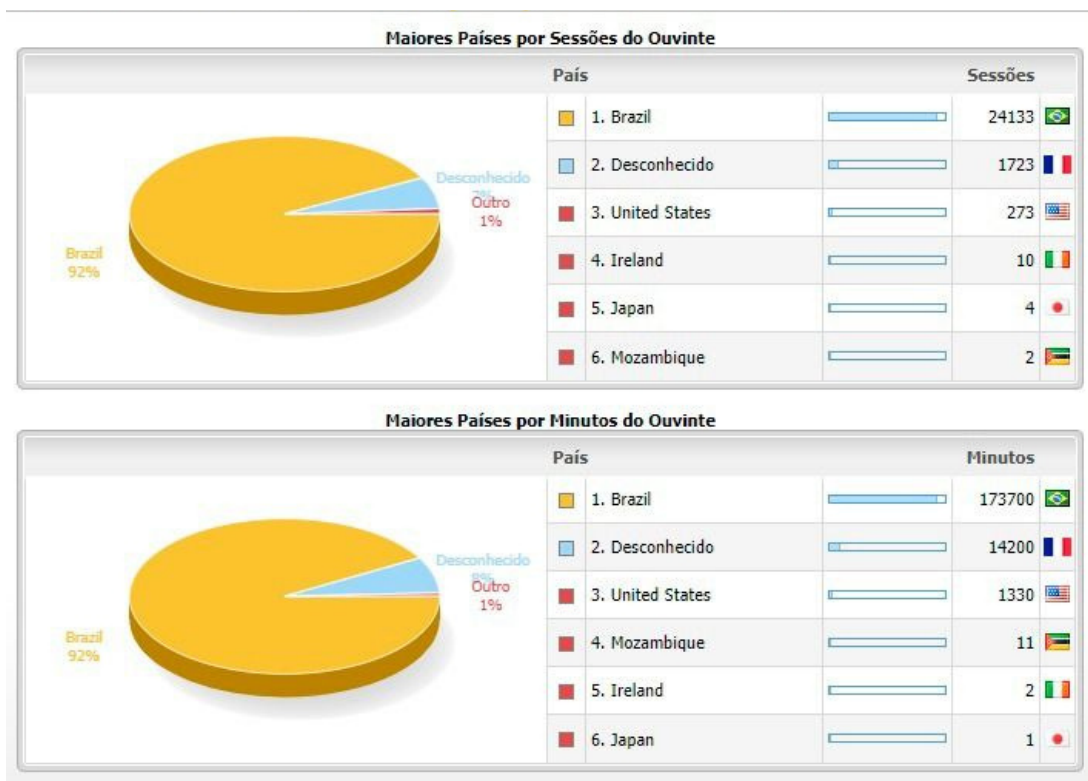 Maiores Países por Sessões do Ouvinte
País Sessões
1. Brazil 24133
2. Desconhecido 1723
3. United States 273
4. Ireland 10
5. Japan 4
6. Mozambique 2
Desconhecido
7%
Outro
1%
Brazil
92%
Maiores Países por Minutos do Ouvinte
País Minutos
1. Brazil 173700
2. Desconhecido 14200
3. United States 1330
4. Mozambique 11
5. Ireland 2
6. Japan 1
Desconhecido
8%
Outro
1%
Brazil
92%